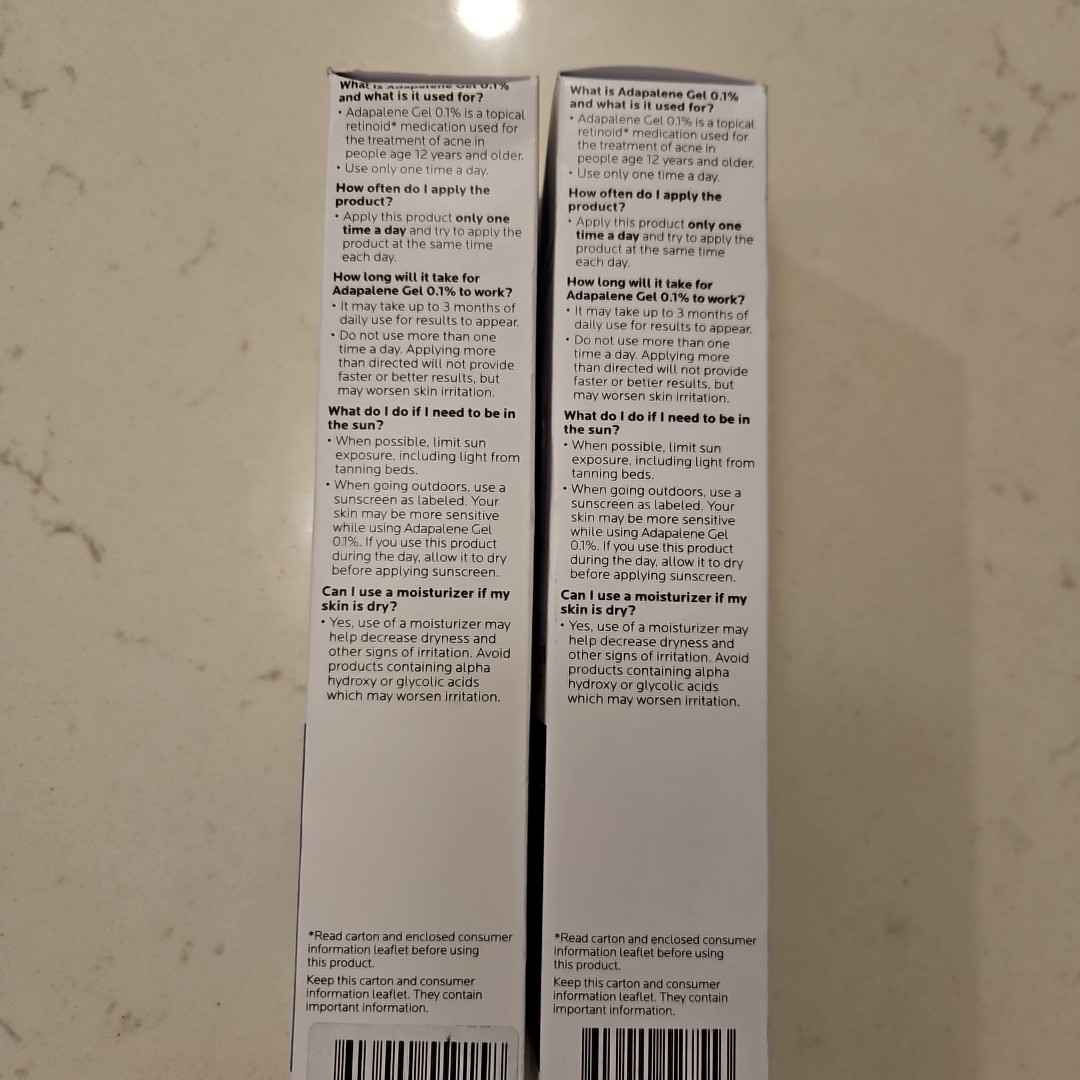 What is Adapalene Gel 0.1%
and what is it used for?
• Adapalene Gel 0.1% is a topical
retinoid* medication used for
the treatment of acne in
people age 12 years and older.
• Use only one time a day.
How often do I apply the
product?
• Apply this product only one
time a day and try to apply the
product at the same time
each day.
How long will it take for
Adapalene Gel 0.1% to work?
• It may take up to 3 months of
daily use for results to appear.
• Do not use more than one
time a day. Applying more
than directed will not provide
faster or better results, but
may worsen skin irritation.
What do I do if I need to be in
the sun?
• When possible, limit sun
exposure, including light from
tanning beds.
• When going outdoors, use a
sunscreen as labeled. Your
skin may be more sensitive
while using Adapalene Gel
0.1%. If you use this product
during the day, allow it to dry
before applying sunscreen.
Can I use a moisturizer if my
skin is dry?
• Yes, use of a moisturizer may
help decrease dryness and
other signs of irritation. Avoid
products containing alpha
hydroxy or glycolic acids
which may worsen irritation.
*Read carton and enclosed consumer
information leaflet before using
this product.
Keep this carton and consumer
information leaflet. They contain
important information.
What is Adapalene Gel 0.1%
and what is it used for?
• Adapalene Gel 0.1% is a topical
retinoid* medication used for
the treatment of acne in
people age 12 years and older.
• Use only one time a day.
How often do I apply the
product?
• Apply this product only one
time a day and try to apply the
product at the same time
each day.
How long will it take for
Adapalene Gel 0.1% to work?
• It may take up to 3 months of
daily use for results to appear.
• Do not use more than one
time a day. Applying more
than directed will not provide
faster or better results, but
may worsen skin irritation.
What do I do if I need to be in
the sun?
• When possible, limit sun
exposure, including light from
tanning beds.
• When going outdoors, use a
sunscreen as labeled. Your
skin may be more sensitive
while using Adapalene Gel
0.1%. If you use this product
during the day, allow it to dry
before applying sunscreen.
Can I use a moisturizer if my
skin is dry?
• Yes, use of a moisturizer may
help decrease dryness and
other signs of irritation. Avoid
products containing alpha
hydroxy or glycolic acids
which may worsen irritation.
*Read carton and enclosed consumer
information leaflet before using
this product.
Keep this carton and consumer
information leaflet. They contain
important information.